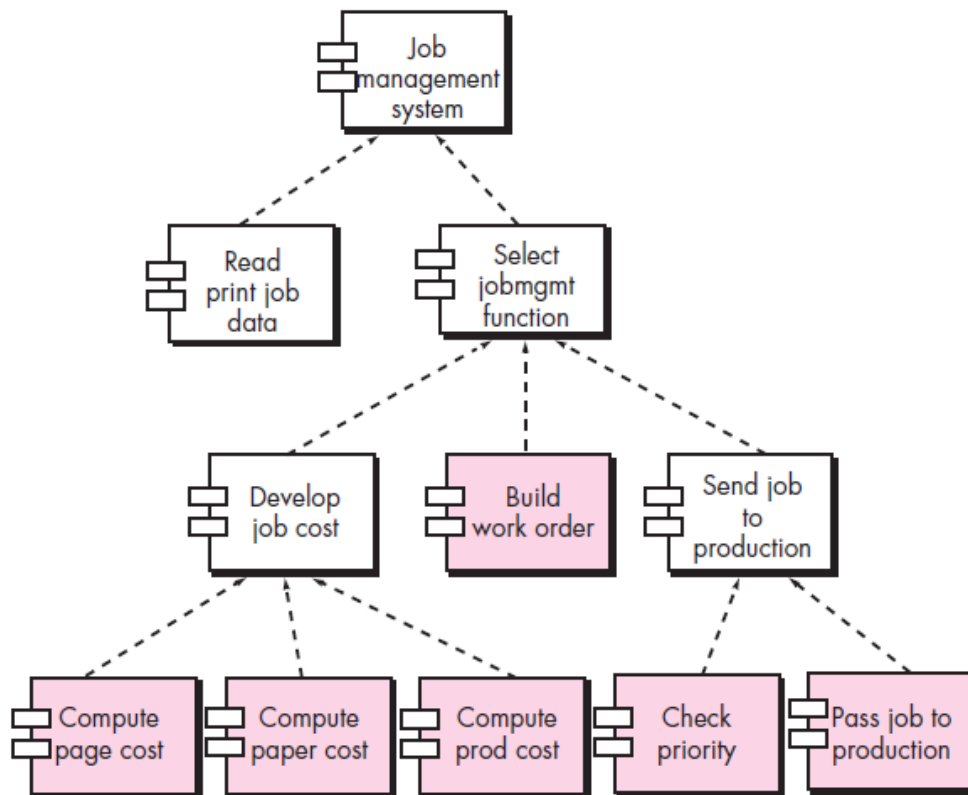 Job
management
system
Read
print job
data
Select
jobmgmt
function
Develop
job cost
Build
work order
Send job
to
production
Compute
page cost
Compute
paper cost
Compute
prod cost
Check
priority
Pass job to
production